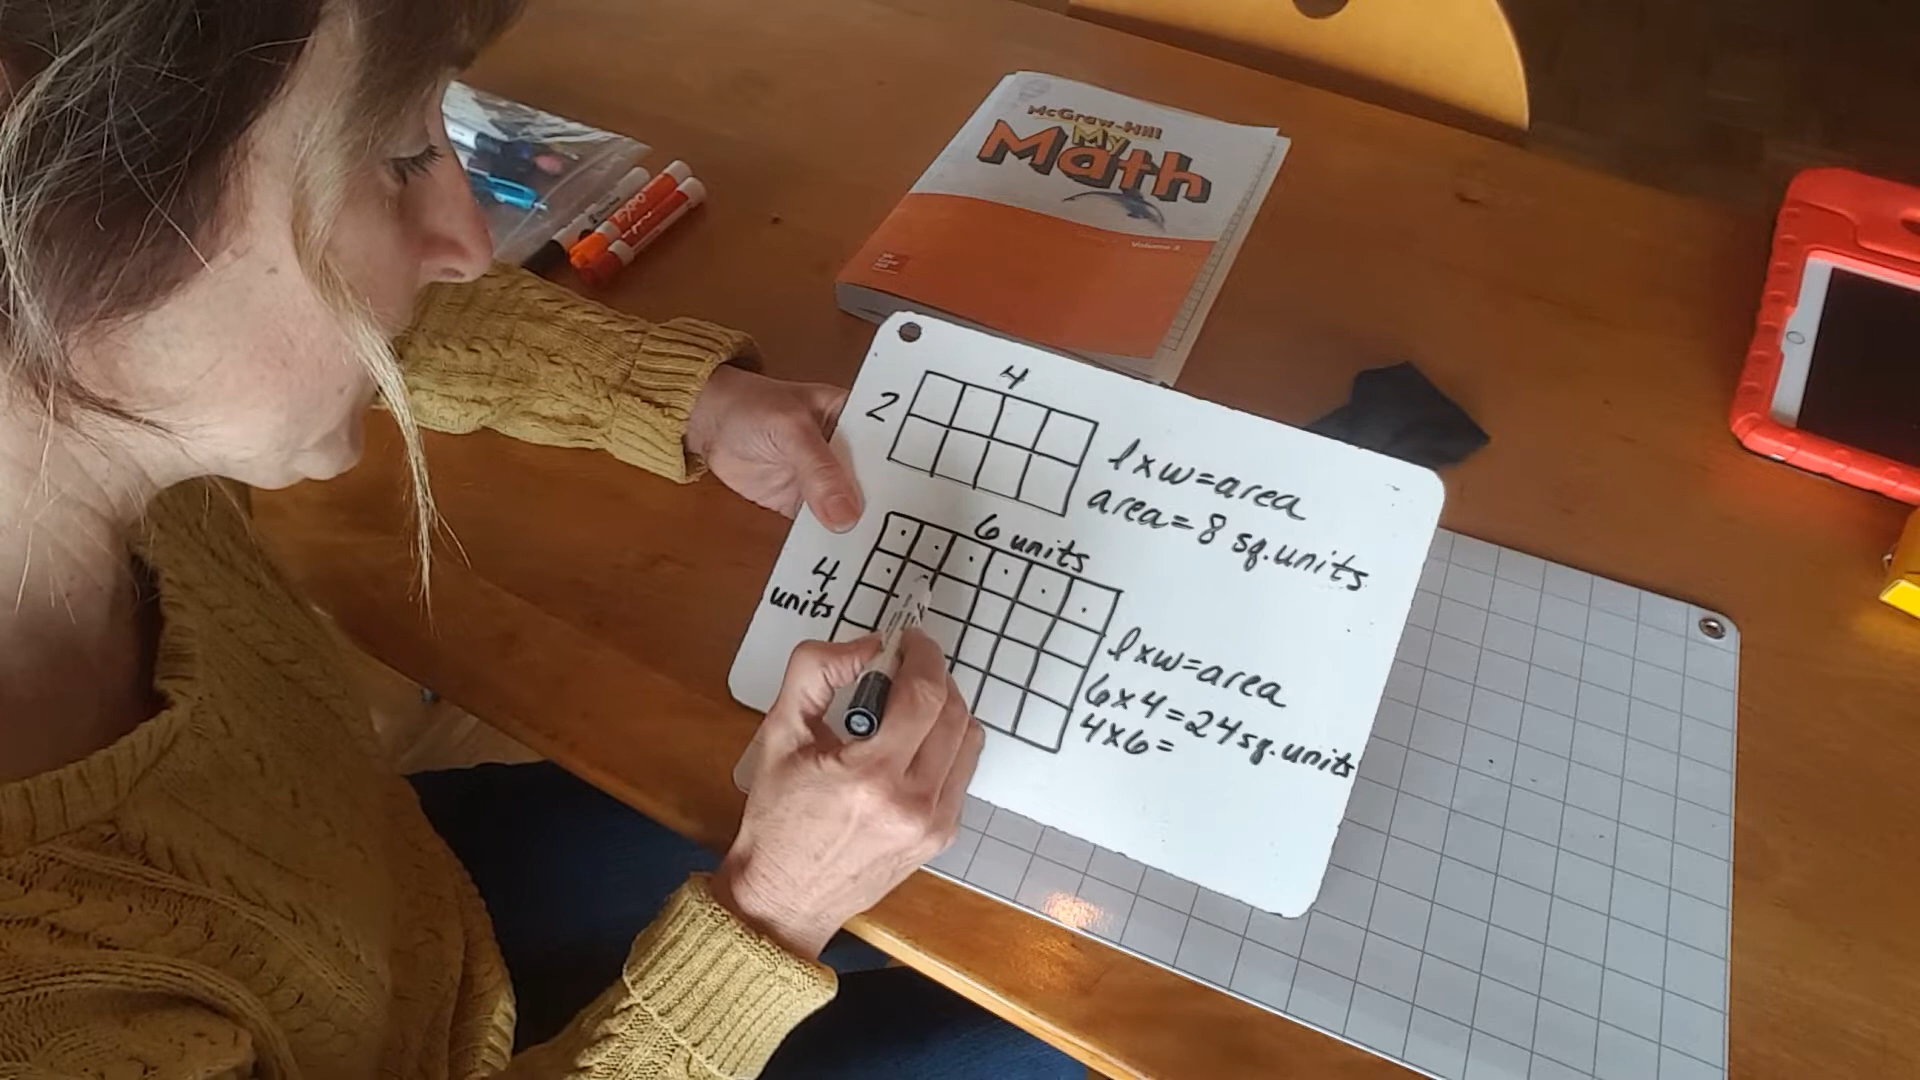 McGraw-Hill
My
Math
Volume 2
EXPO
4
2
l x w = area
area = 8 sq. units
6 units
4
units
l x w = area
6 x 4 = 24 sq. units
4 x 6 =